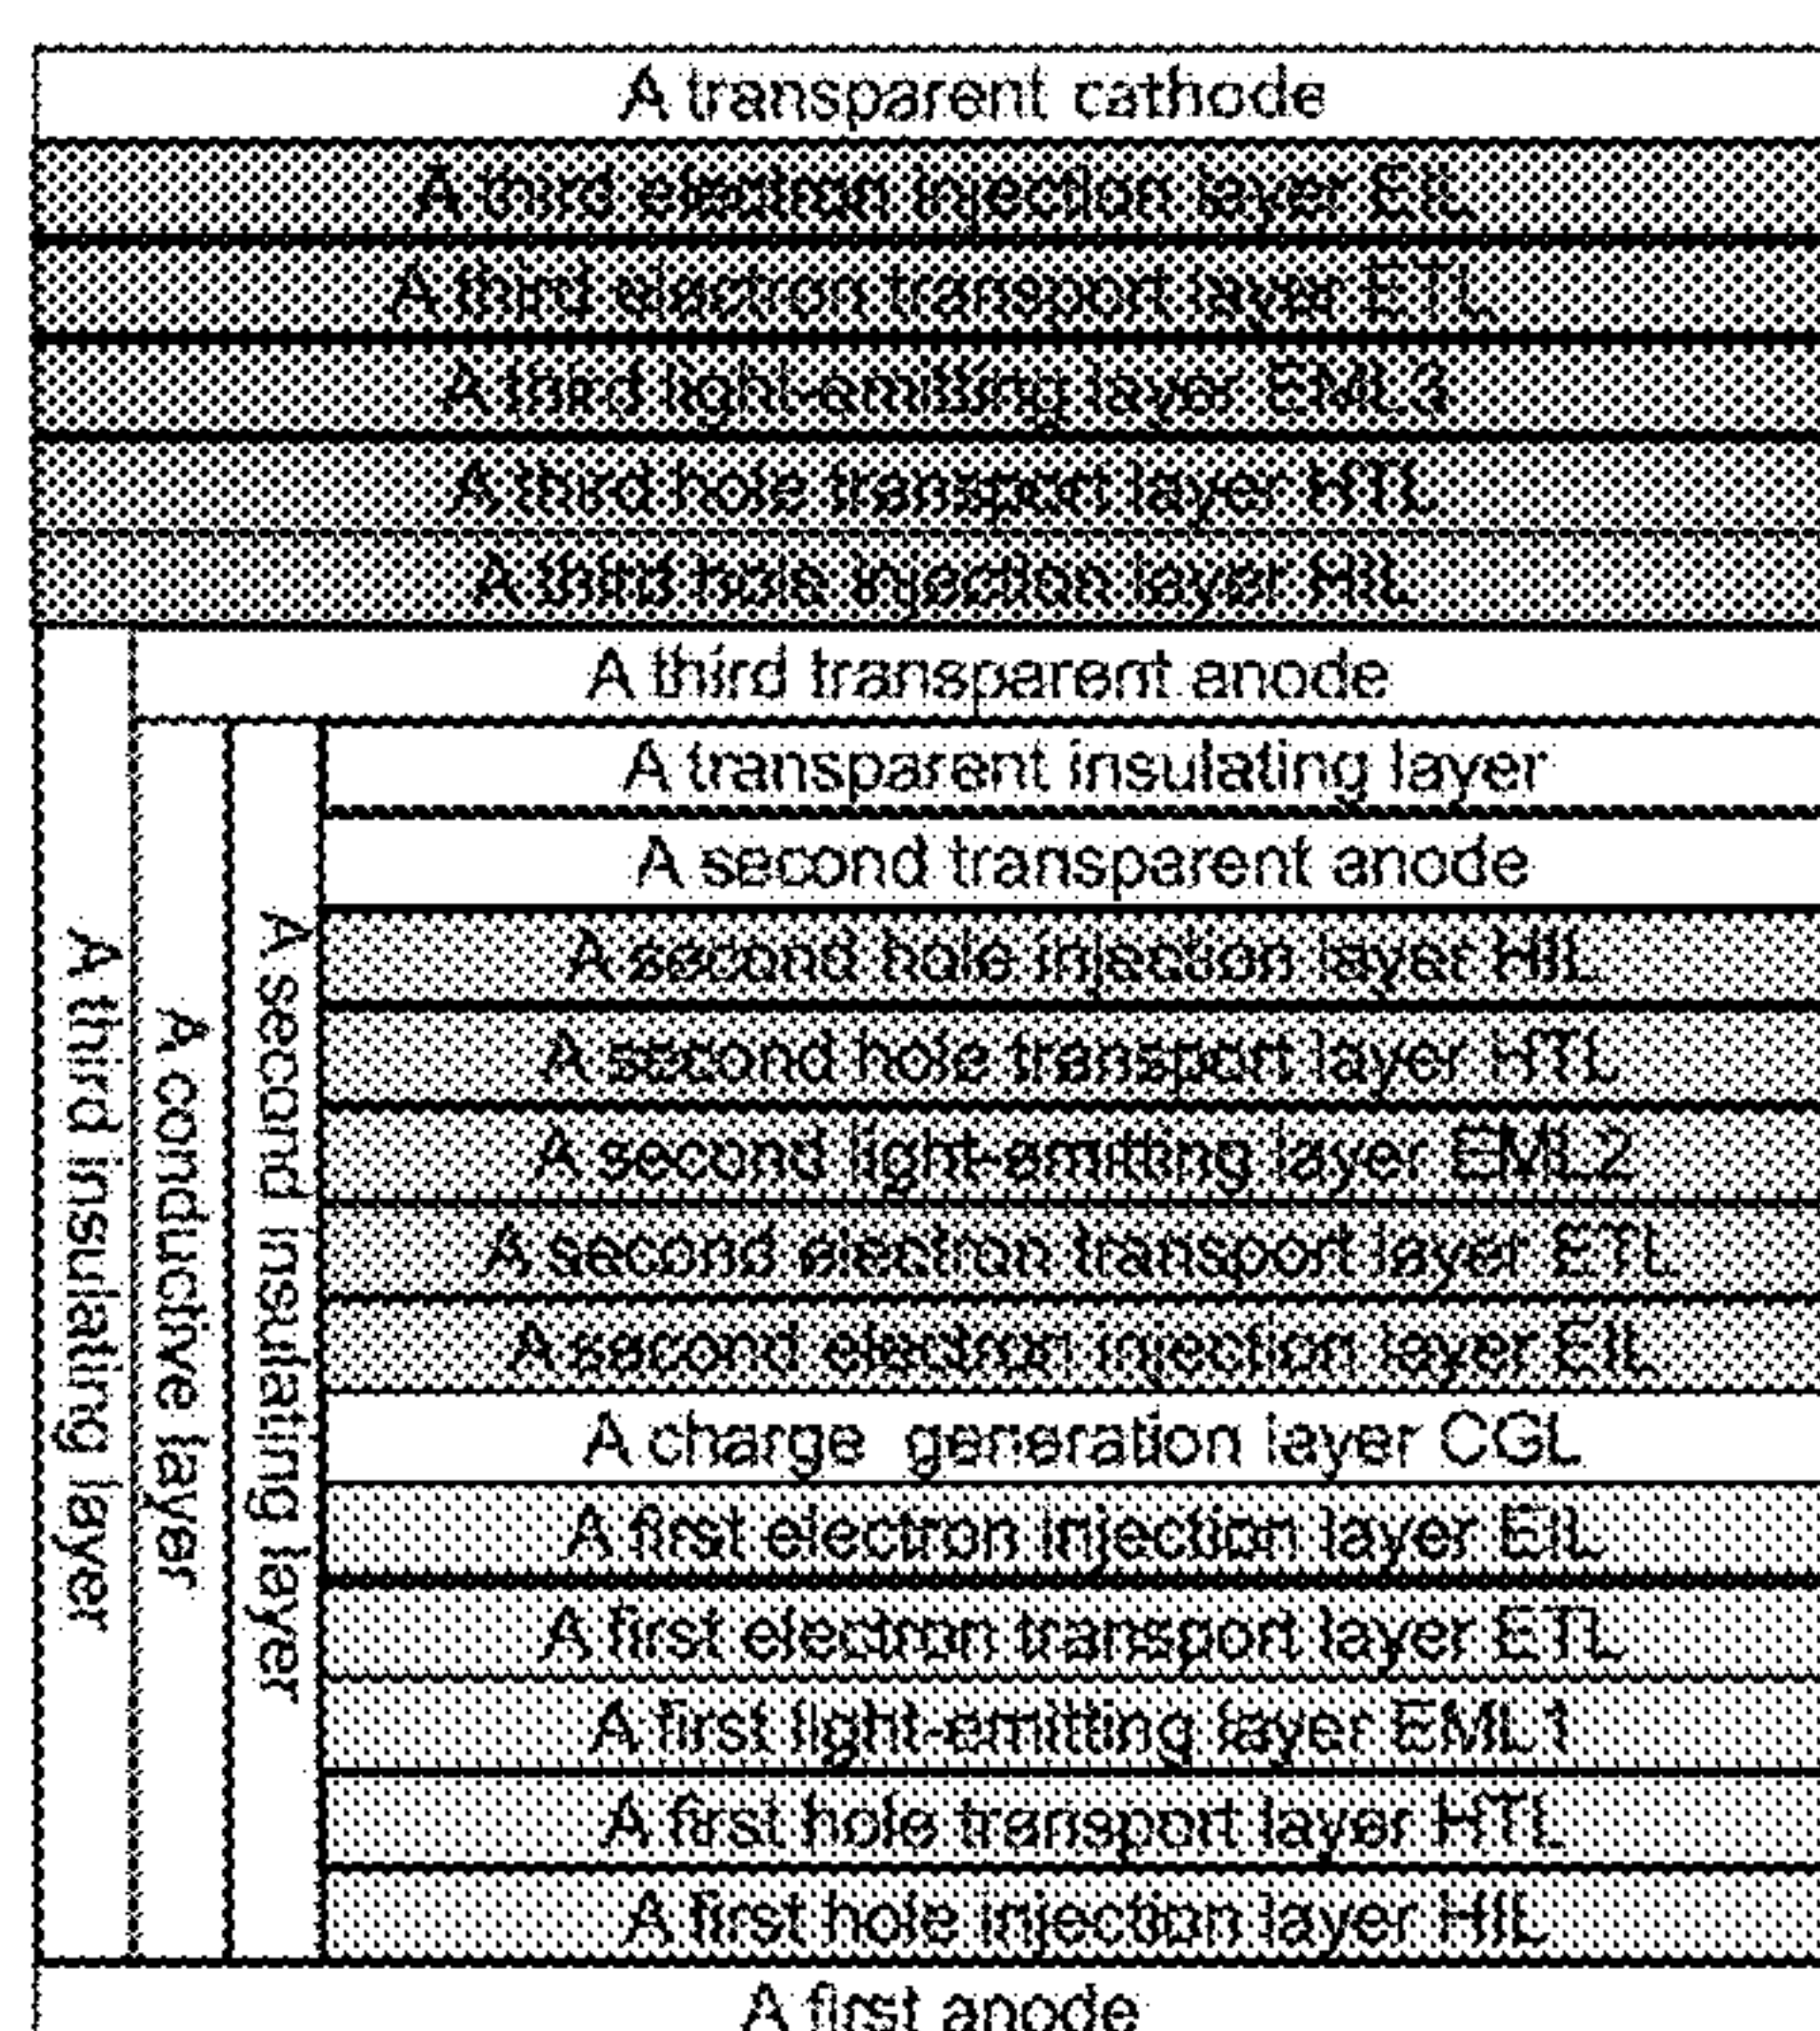 A transparent cathode
A third electron injection layer EIL
A third electron transport layer ETL
A third light-emitting layer EML3
A third hole transport layer HTL
A third hole injection layer HIL
A third transparent anode
A transparent insulating layer
A second transparent anode
A second hole injection layer HIL
A second hole transport layer HTL
A second light-emitting layer EML2
A second electron transport layer ETL
A second electron injection layer EIL
A charge generation layer CGL
A first electron injection layer EIL
A first electron transport layer ETL
A first light-emitting layer EML1
A first hole transport layer HTL
A first hole injection layer HIL
A third insulating layer
A conductive layer
A second insulating layer
A first anode